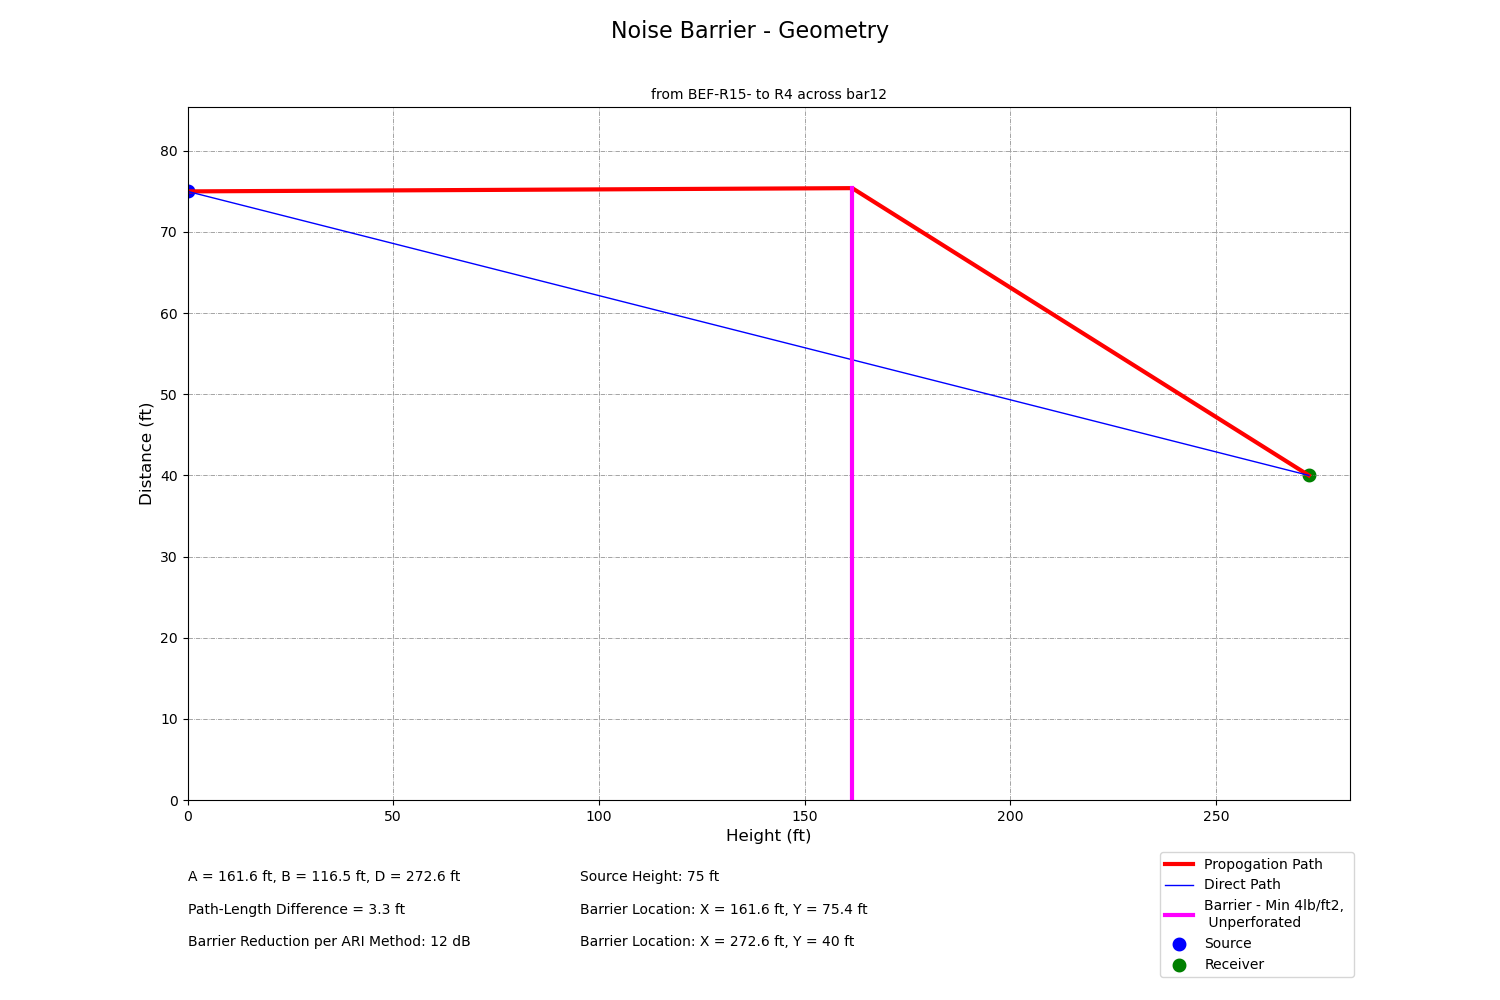 Noise Barrier - Geometry
from BEF-R15- to R4 across bar12
80
70
60
50
40
30
20
10
0
Distance (ft)
0 50 100 150 200 250
Height (ft)
A = 161.6 ft, B = 116.5 ft, D = 272.6 ft
Path-Length Difference = 3.3 ft
Barrier Reduction per ARI Method: 12 dB
Source Height: 75 ft
Barrier Location: X = 161.6 ft, Y = 75.4 ft
Barrier Location: X = 272.6 ft, Y = 40 ft
Propogation Path
Direct Path
Barrier - Min 4lb/ft2,
Unperforated
Source
Receiver